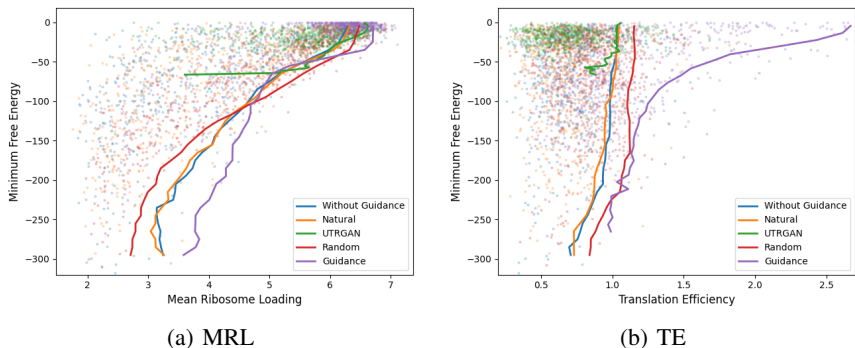 Minimum Free Energy
0
−50
−100
−150
−200
−250
−300
2
3
4
5
6
7
Mean Ribosome Loading
Without Guidance
Natural
UTRGAN
Random
Guidance
(a) MRL
Minimum Free Energy
0
−50
−100
−150
−200
−250
−300
0.5
1.0
1.5
2.0
2.5
Translation Efficiency
Without Guidance
Natural
UTRGAN
Random
Guidance
(b) TE